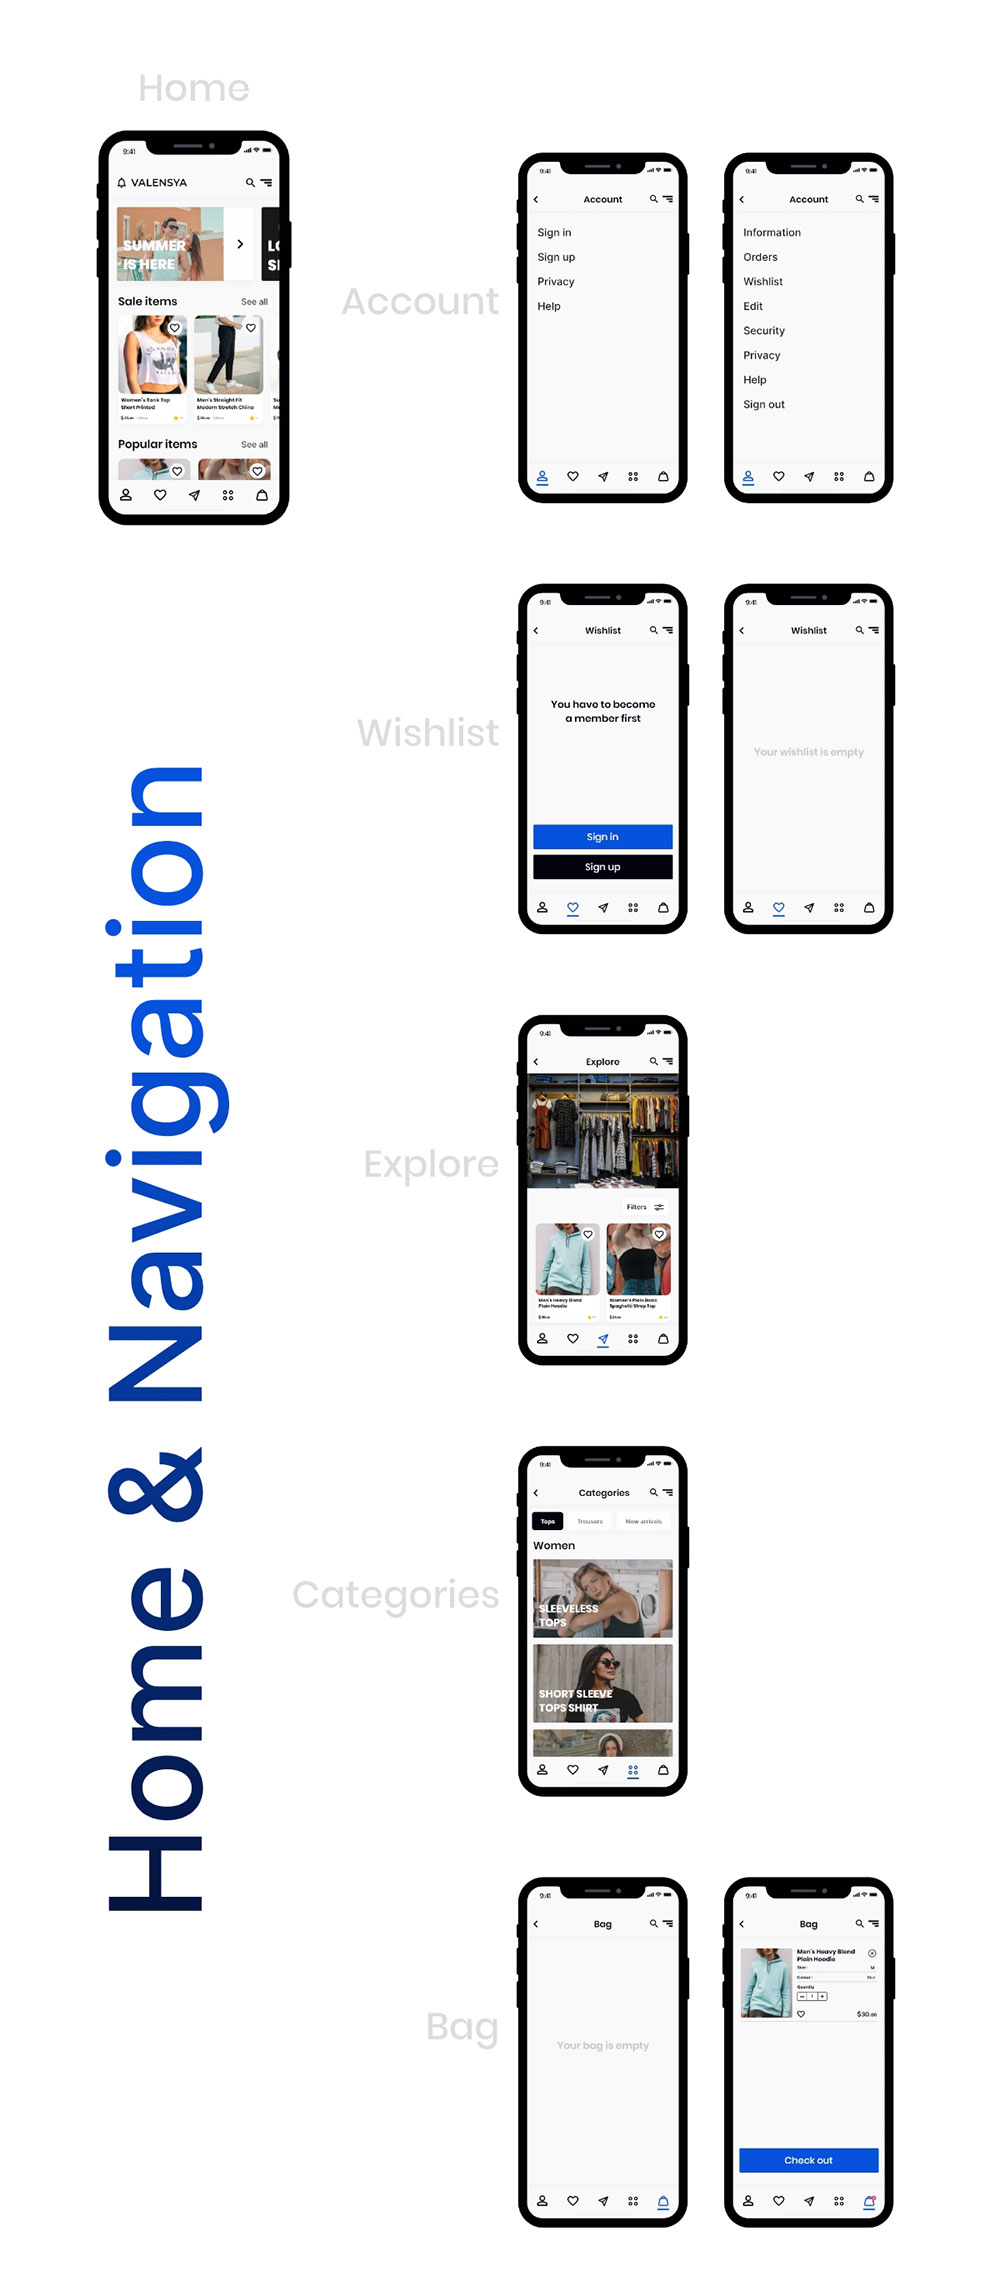 Home
9:41
VALENSYA
SUMMER
IS HERE
Sale items
See all
Women's Tank Top
Short Printed
Men's Straight Fit
Modern Stretch Chino
Popular items
See all
Account
9:41
Account
Sign in
Sign up
Privacy
Help
9:41
Account
Information
Orders
Wishlist
Edit
Security
Privacy
Help
Sign out
Wishlist
9:41
Wishlist
You have to become
a member first
Sign in
Sign up
9:41
Wishlist
Your wishlist is empty
Home & Navigation
Explore
9:41
Explore
Filters
Men's Heavy Blend
Plain Hoodie
Women's Plain Basic
Spaghetti Strap Top
Categories
9:41
Categories
Tops
Trousers
New arrivals
Women
SLEEVELESS
TOPS
SHORT SLEEVE
TOPS SHIRT
Bag
9:41
Bag
Your bag is empty
9:41
Bag
Men's Heavy Blend
Plain Hoodie
Size:
M
Colour:
Quantity
1
$30.00
Check out